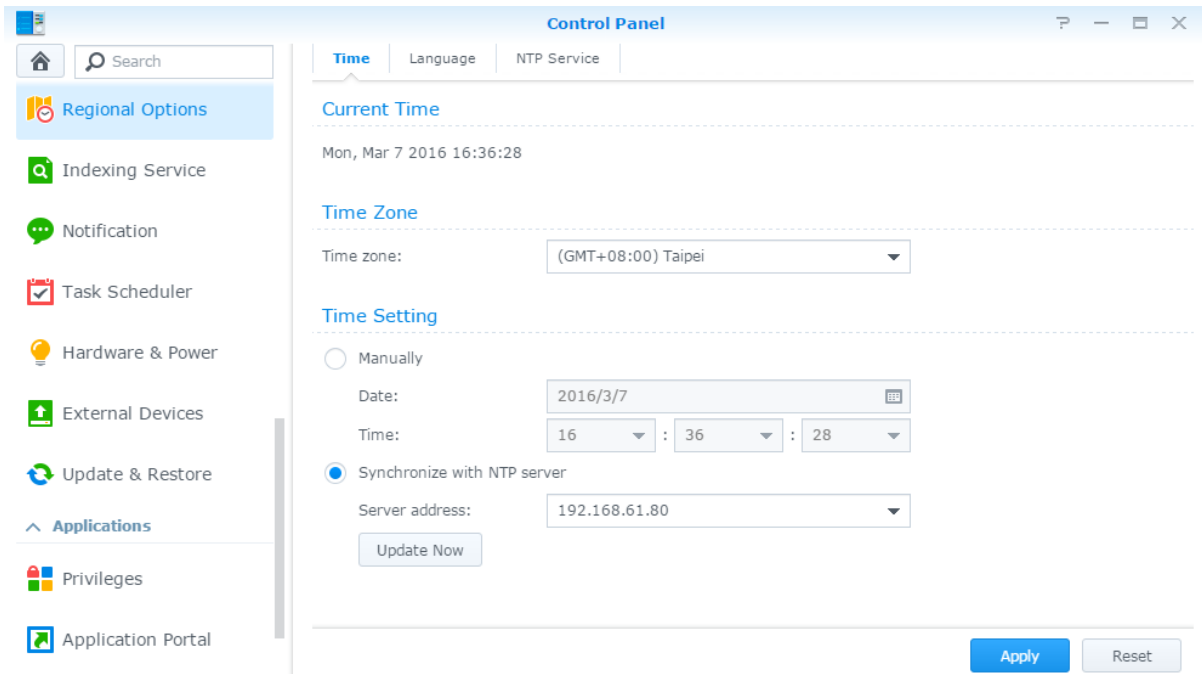 Control Panel
Search
Regional Options
Indexing Service
Notification
Task Scheduler
Hardware & Power
External Devices
Update & Restore
Applications
Privileges
Application Portal
Time Language NTP Service
Current Time
Mon, Mar 7 2016 16:36:28
Time Zone
Time zone: (GMT+08:00) Taipei
Time Setting
Manually
Date: 2016/3/7
Time: 16 : 36 : 28
Synchronize with NTP server
Server address: 192.168.61.80
Update Now
Apply Reset